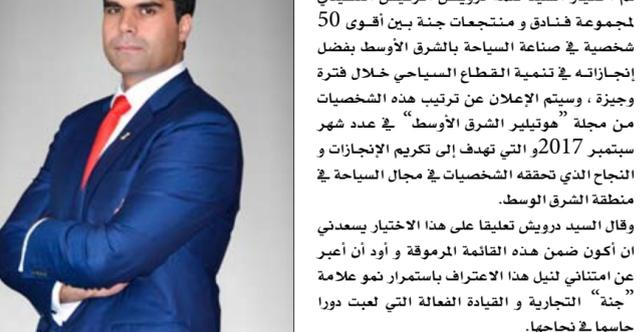 لمجموعة فنادق و منتجعات جنة بين أقوى 50
شخصية في صناعة السياحة بالشرق الأوسط بفضل
إنجازاته في تنمية القطاع السياحي خلال فترة
وجيزة ، وسيتم الإعلان عن ترتيب هذه الشخصيات
من مجلة "هوتيلير الشرق الأوسط" في عدد شهر
سبتمبر 2017و التي تهدف إلى تكريم الإنجازات و
النجاح الذي تحققه الشخصيات في مجال السياحة في
منطقة الشرق الوسط.
وقال السيد درويش تعليقا على هذا الاختيار يسعدني
ان أكون ضمن هذه القائمة المرموقة و أود أن أعبر
عن امتناني لنيل هذا الاعتراف باستمرار نمو علامة
"جنة" التجارية و القيادة الفعالة التي لعبت دورا
حاسما في نجاحها.